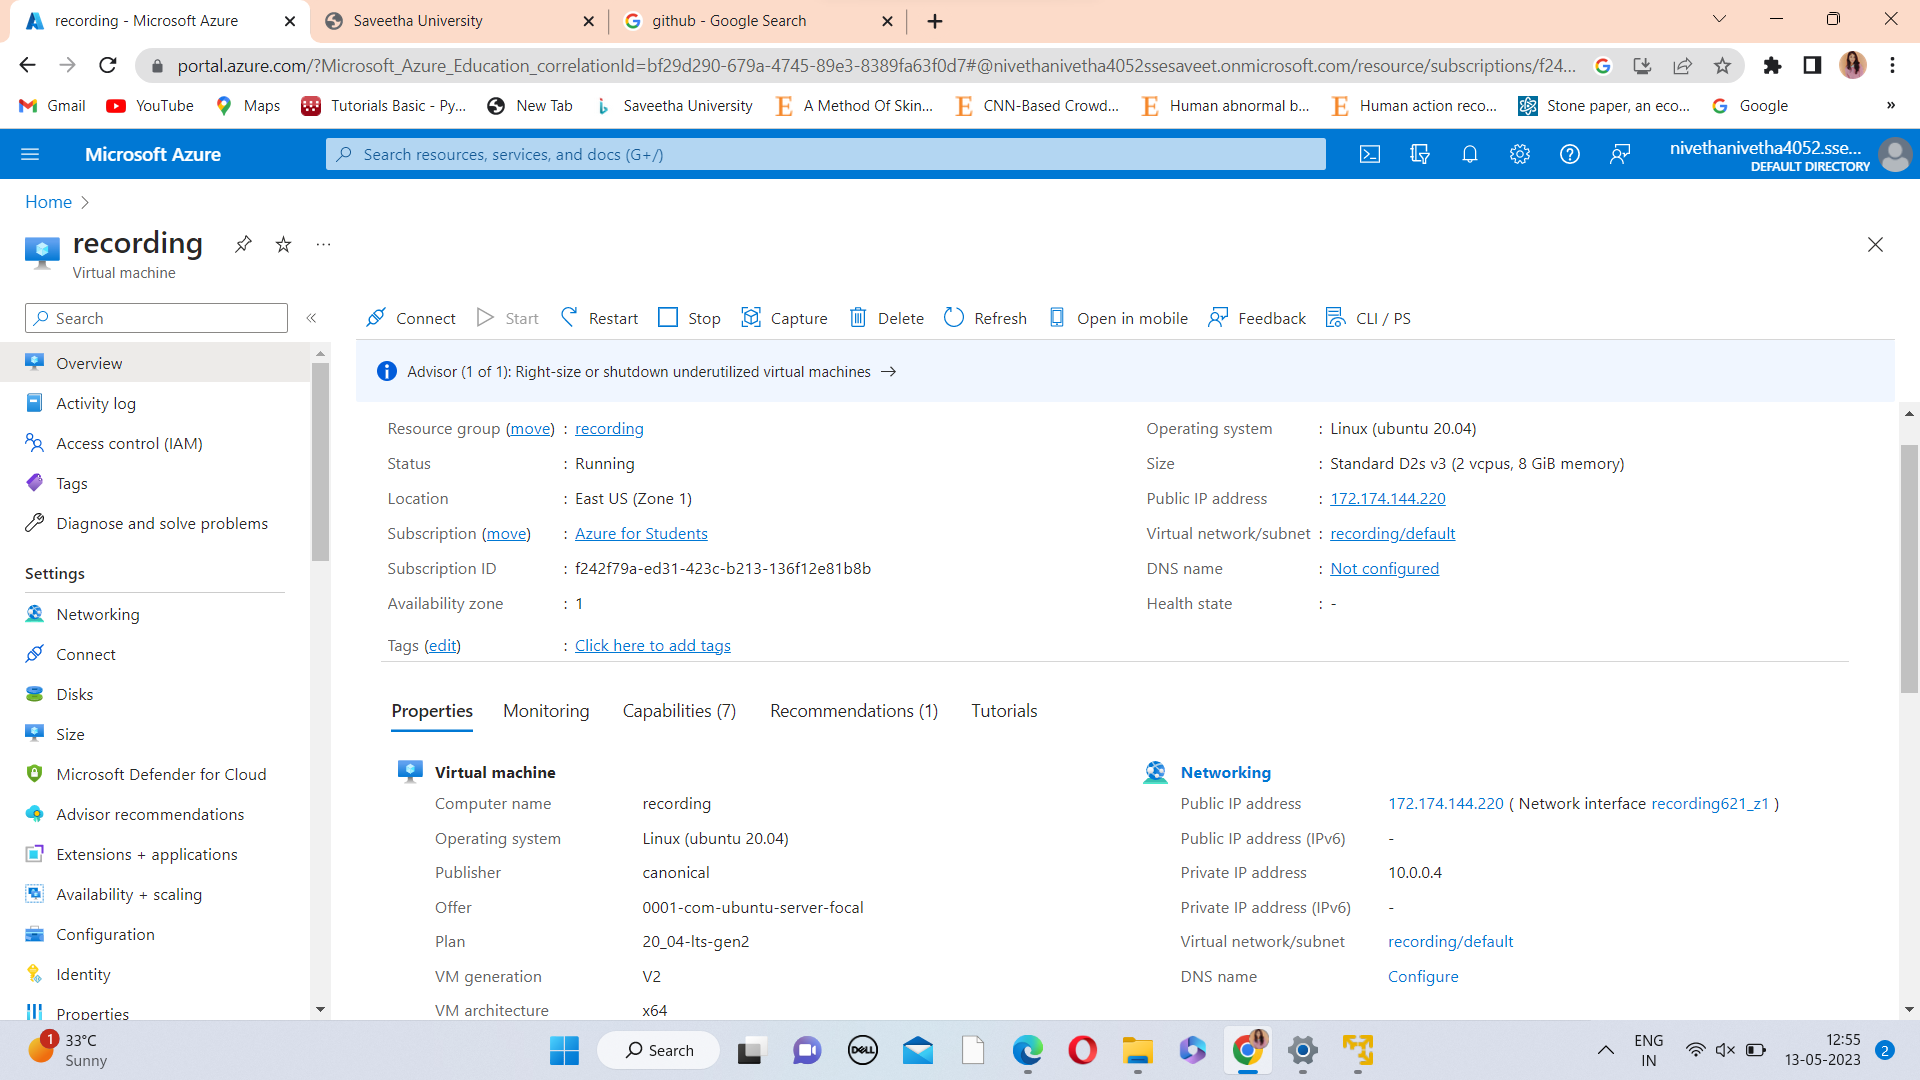 recording - Microsoft Azure
Saveetha University
github - Google Search
portal.azure.com/?Microsoft_Azure_Education_correlationId=bf29d290-679a-4745-89e3-8389fa63f0d7#@nivethanivetha4052ssesaveet.onmicrosoft.com/resource/subscriptions/f24...
Gmail YouTube Maps Tutorials Basic - Py... New Tab Saveetha University A Method Of Skin... CNN-Based Crowd... Human abnormal b... Human action reco... Stone paper, an eco... Google »
Microsoft Azure
Search resources, services, and docs (G+/)
nivethanivetha4052.sse...
DEFAULT DIRECTORY
Home >
recording
Virtual machine
Search
«
Connect Start Restart Stop Capture Delete Refresh Open in mobile Feedback CLI / PS
Overview
Activity log
Access control (IAM)
Tags
Diagnose and solve problems
Settings
Networking
Connect
Disks
Size
Microsoft Defender for Cloud
Advisor recommendations
Extensions + applications
Availability + scaling
Configuration
Identity
Properties
Advisor (1 of 1): Right-size or shutdown underutilized virtual machines →
Resource group (move) : recording
Status : Running
Location : East US (Zone 1)
Subscription (move) : Azure for Students
Subscription ID : f242f79a-ed31-423c-b213-136f12e81b8b
Availability zone : 1
Tags (edit) : Click here to add tags
Operating system : Linux (ubuntu 20.04)
Size : Standard D2s v3 (2 vcpus, 8 GiB memory)
Public IP address : 172.174.144.220
Virtual network/subnet : recording/default
DNS name : Not configured
Health state : -
Properties Monitoring Capabilities (7) Recommendations (1) Tutorials
Virtual machine
Computer name recording
Operating system Linux (ubuntu 20.04)
Publisher canonical
Offer 0001-com-ubuntu-server-focal
Plan 20_04-lts-gen2
VM generation V2
VM architecture x64
Networking
Public IP address 172.174.144.220 ( Network interface recording621_z1 )
Public IP address (IPv6) -
Private IP address 10.0.0.4
Private IP address (IPv6) -
Virtual network/subnet recording/default
DNS name Configure
1
33°C
Sunny
Search
DELL
ENG
IN
12:55
13-05-2023
2